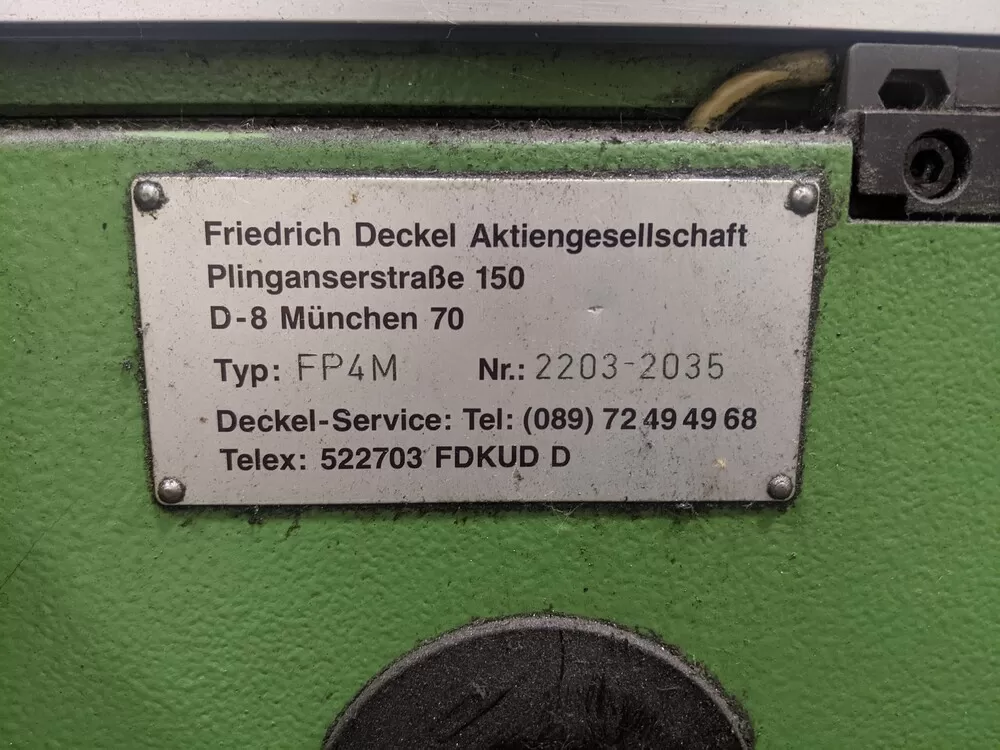 Friedrich Deckel Aktiengesellschaft
Plinganserstraße 150
D-8 München 70
Typ: FP4M Nr.: 2203-2035
Deckel-Service: Tel: (089) 72 49 49 68
Telex: 522703 FDKUD D